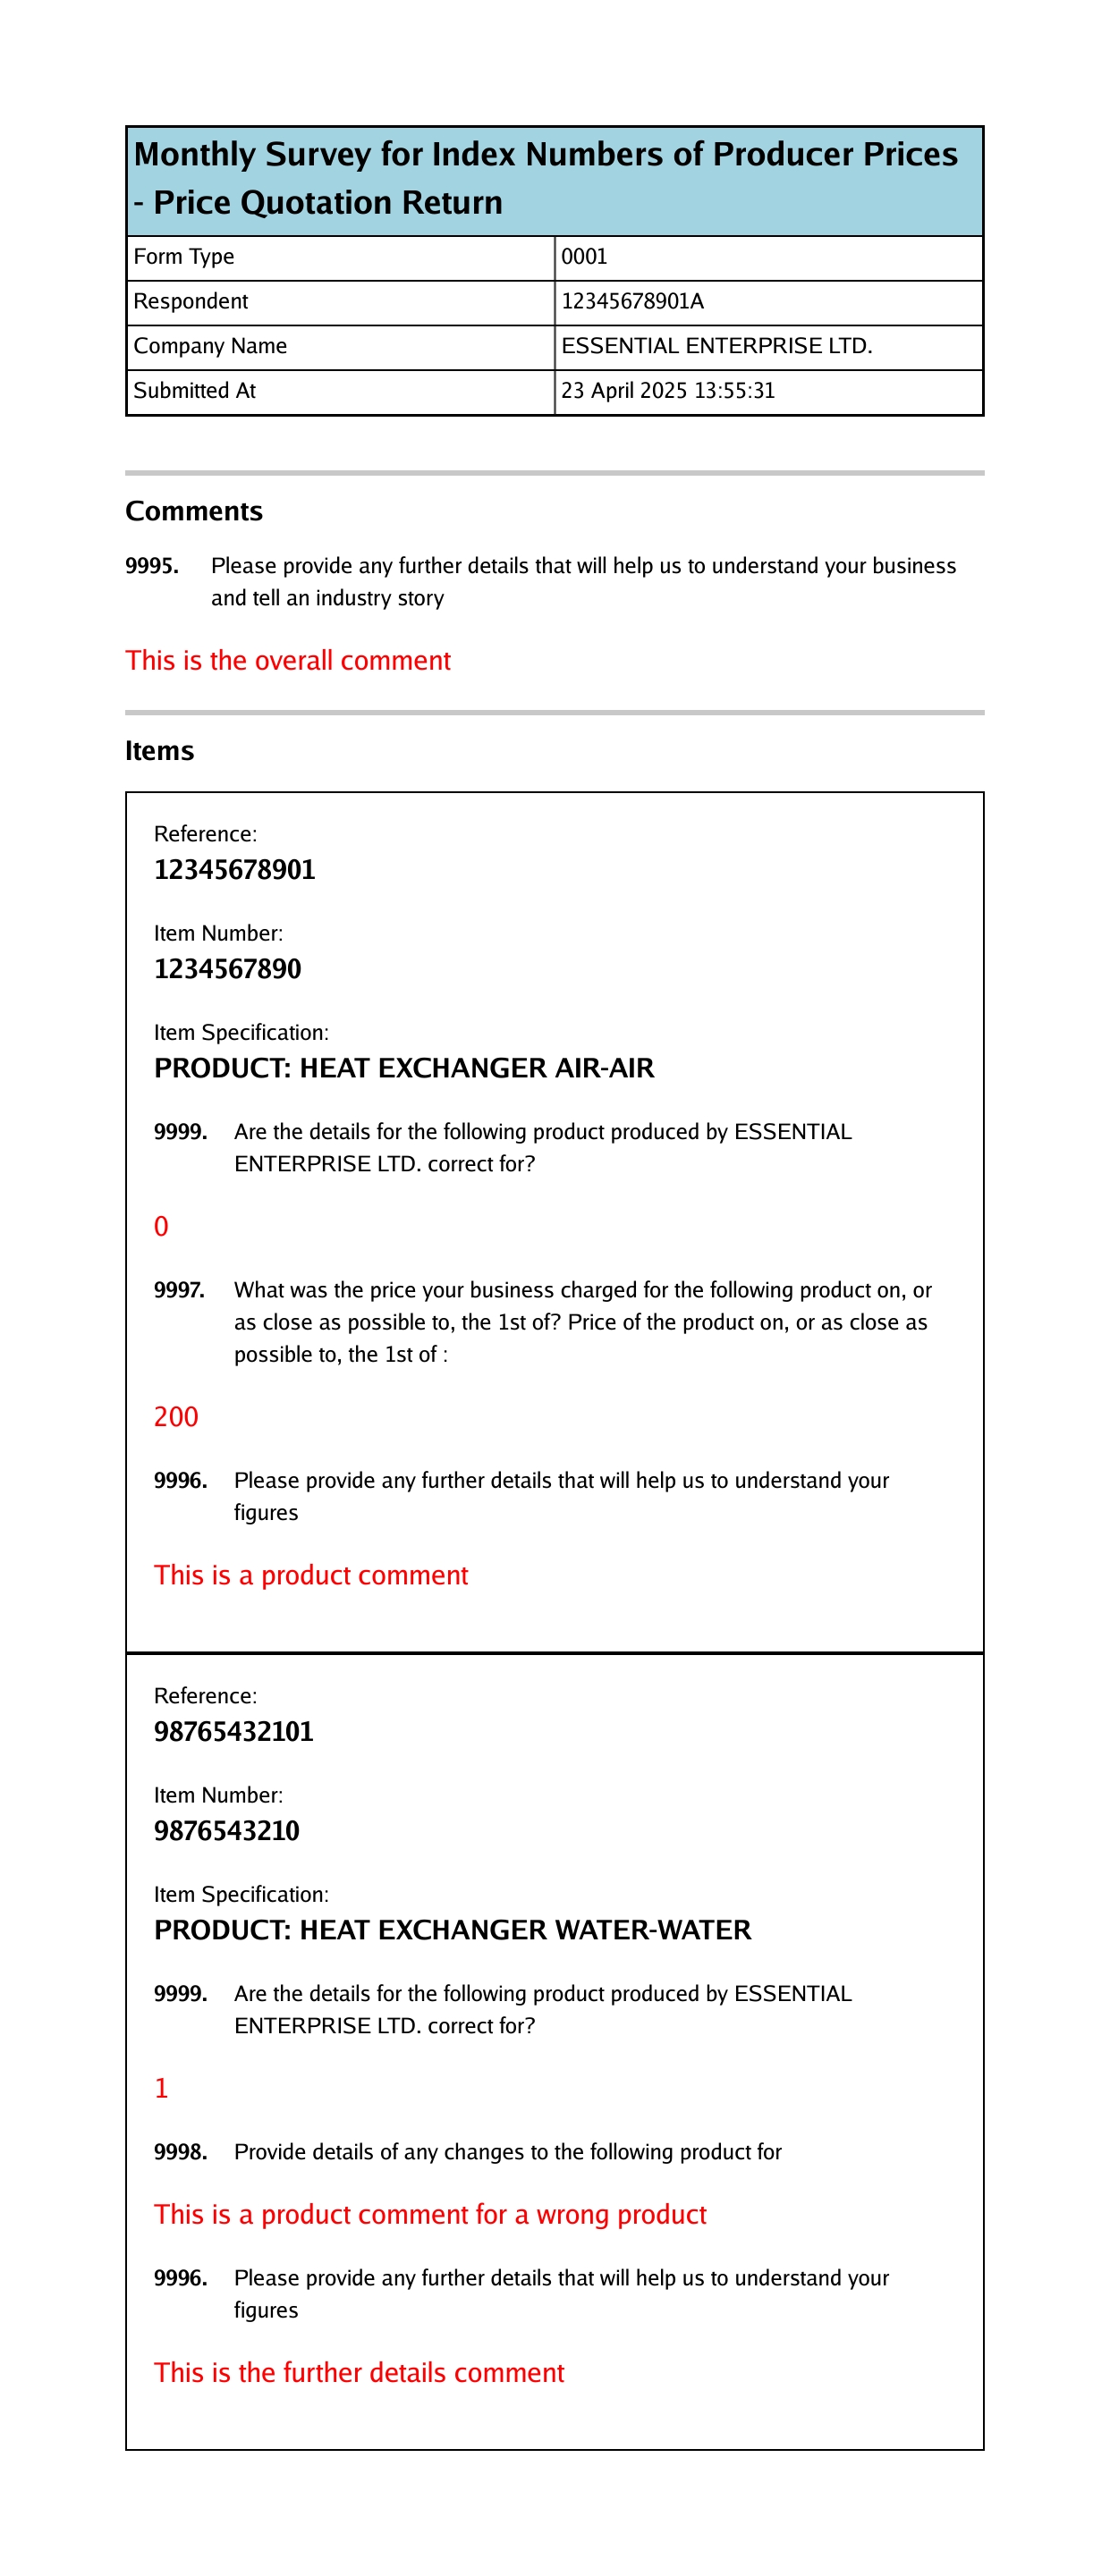 Monthly Survey for Index Numbers of Producer Prices
- Price Quotation Return
Form Type 0001
Respondent 12345678901A
Company Name ESSENTIAL ENTERPRISE LTD.
Submitted At 23 April 2025 13:55:31
Comments
9995. Please provide any further details that will help us to understand your business
and tell an industry story
This is the overall comment
Items
Reference:
12345678901
Item Number:
1234567890
Item Specification:
PRODUCT: HEAT EXCHANGER AIR-AIR
9999. Are the details for the following product produced by ESSENTIAL
ENTERPRISE LTD. correct for?
0
9997. What was the price your business charged for the following product on, or
as close as possible to, the 1st of? Price of the product on, or as close as
possible to, the 1st of :
200
9996. Please provide any further details that will help us to understand your
figures
This is a product comment
Reference:
98765432101
Item Number:
9876543210
Item Specification:
PRODUCT: HEAT EXCHANGER WATER-WATER
9999. Are the details for the following product produced by ESSENTIAL
ENTERPRISE LTD. correct for?
1
9998. Provide details of any changes to the following product for
This is a product comment for a wrong product
9996. Please provide any further details that will help us to understand your
figures
This is the further details comment